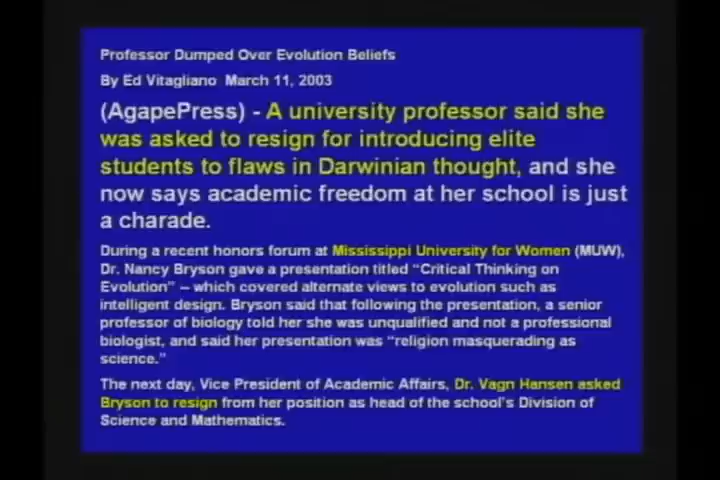 Professor Dumped Over Evolution Beliefs
By Ed Vitagliano March 11, 2003
(AgapePress) - A university professor said she
was asked to resign for introducing elite
students to flaws in Darwinian thought, and she
now says academic freedom at her school is just
a charade.
During a recent honors forum at Mississippi University for Women (MUW),
Dr. Nancy Bryson gave a presentation titled “Critical Thinking on
Evolution” – which covered alternate views to evolution such as
intelligent design. Bryson said that following the presentation, a senior
professor of biology told her she was unqualified and not a professional
biologist, and said her presentation was “religion masquerading as
science.”
The next day, Vice President of Academic Affairs, Dr. Vagn Hansen asked
Bryson to resign from her position as head of the school's Division of
Science and Mathematics.